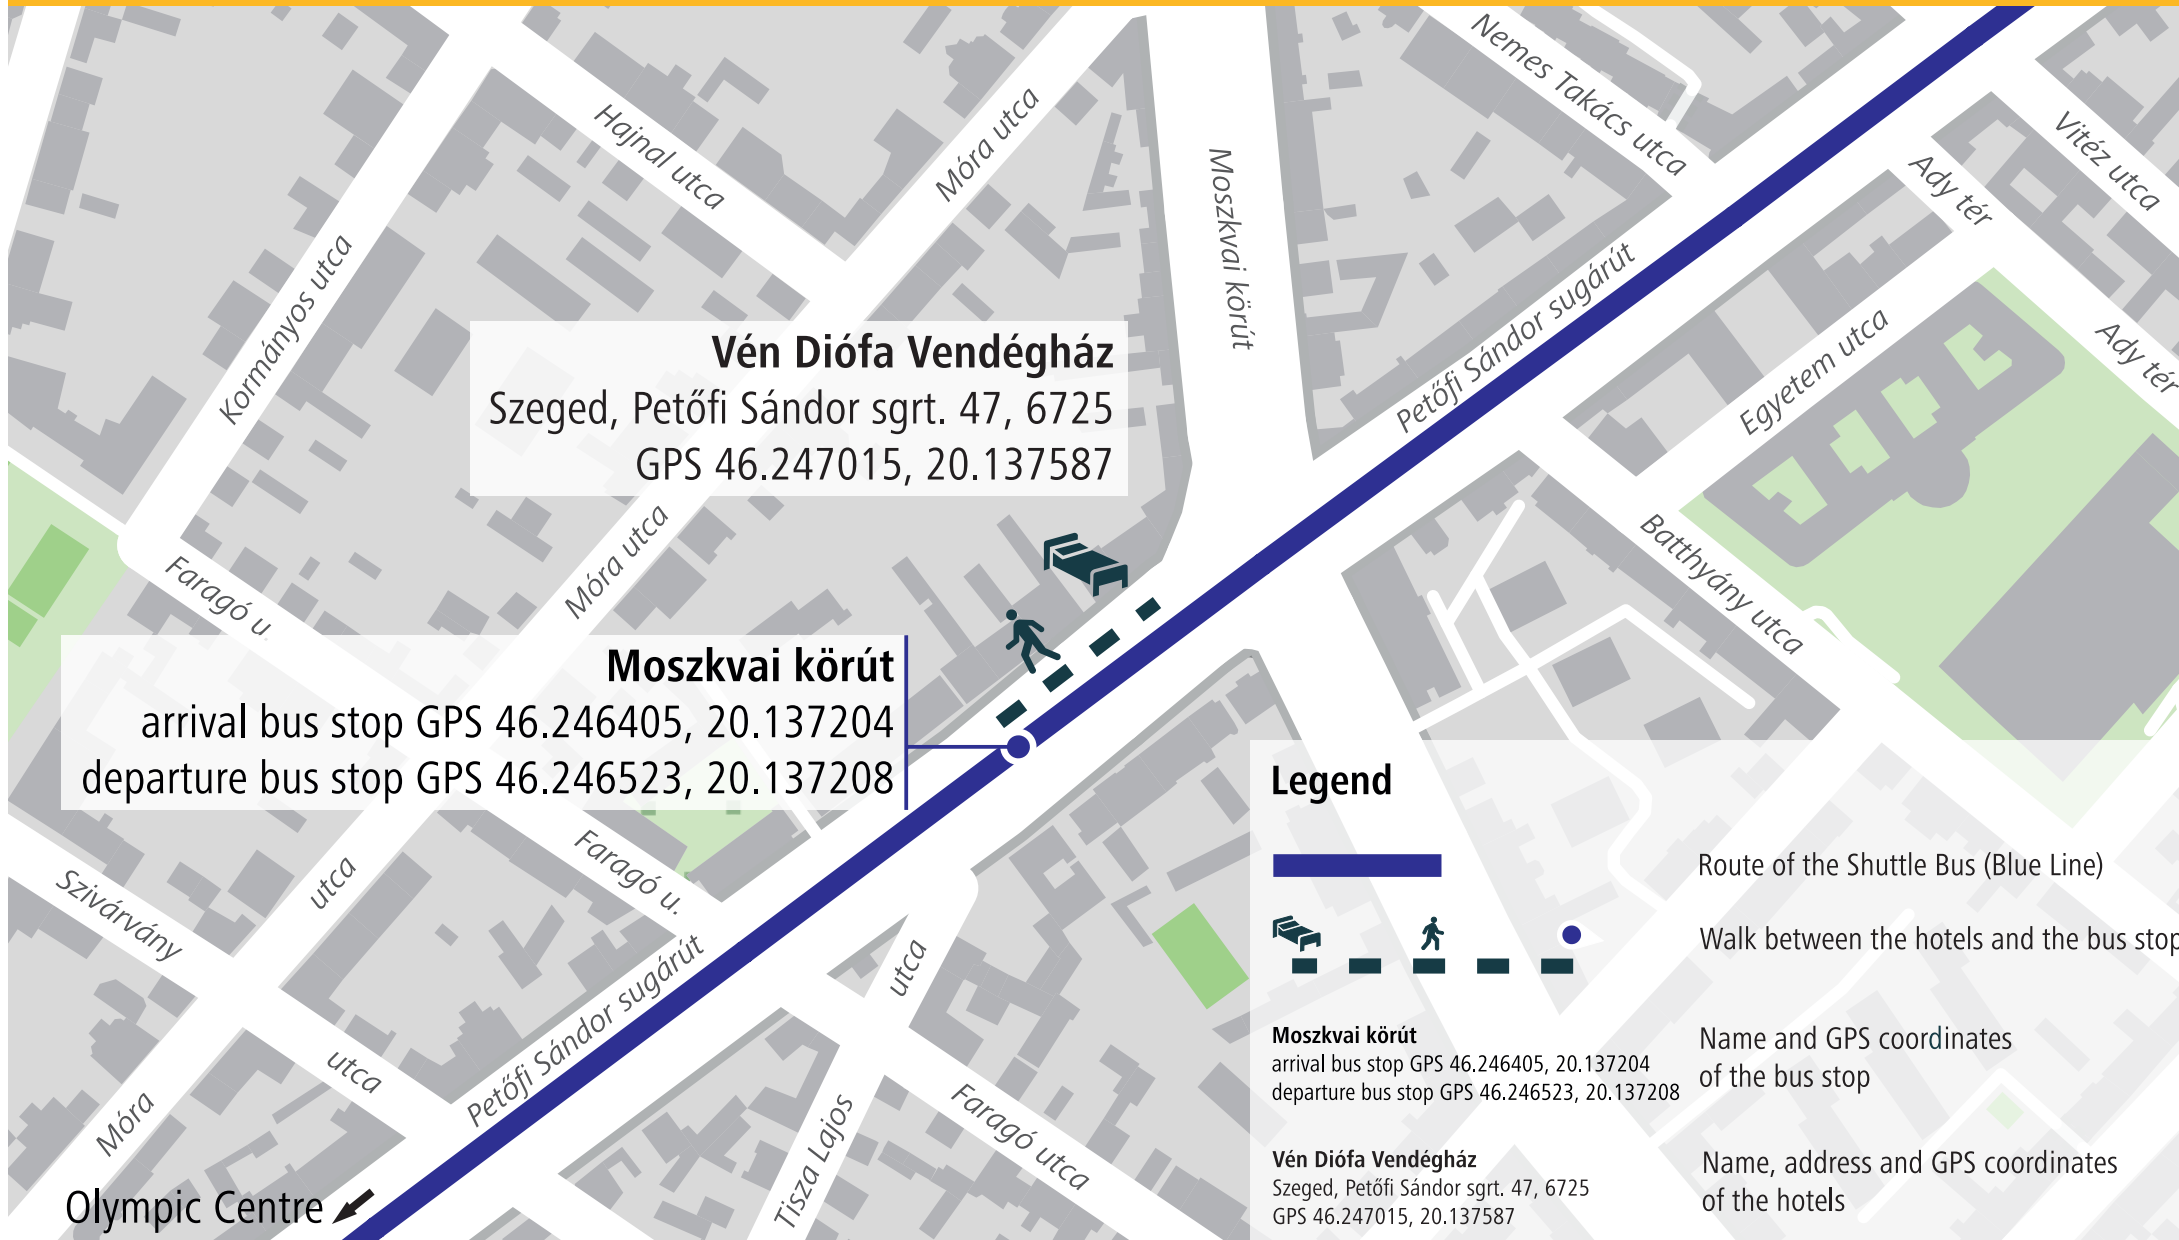 Nemes Takács utca
Vitéz utca
Hajnal utca
Móra utca
Moszkvai körút
Ady tér
Kormányos utca
Petőfi Sándor sugárút
Egyetem utca
Ady tér
Vén Diófa Vendégház
Szeged, Petőfi Sándor sgrt. 47, 6725
GPS 46.247015, 20.137587
Móra utca
Batthyány utca
Faragó u.
Moszkvai körút
arrival bus stop GPS 46.246405, 20.137204
departure bus stop GPS 46.246523, 20.137208
Faragó u.
utca
Szivárvány
utca
Petőfi Sándor sugárút
utca
Móra
Tisza Lajos
Faragó utca
Olympic Centre
Legend
Route of the Shuttle Bus (Blue Line)
Walk between the hotels and the bus stop
Moszkvai körút
arrival bus stop GPS 46.246405, 20.137204
departure bus stop GPS 46.246523, 20.137208
Name and GPS coordinates
of the bus stop
Vén Diófa Vendégház
Szeged, Petőfi Sándor sgrt. 47, 6725
GPS 46.247015, 20.137587
Name, address and GPS coordinates
of the hotels